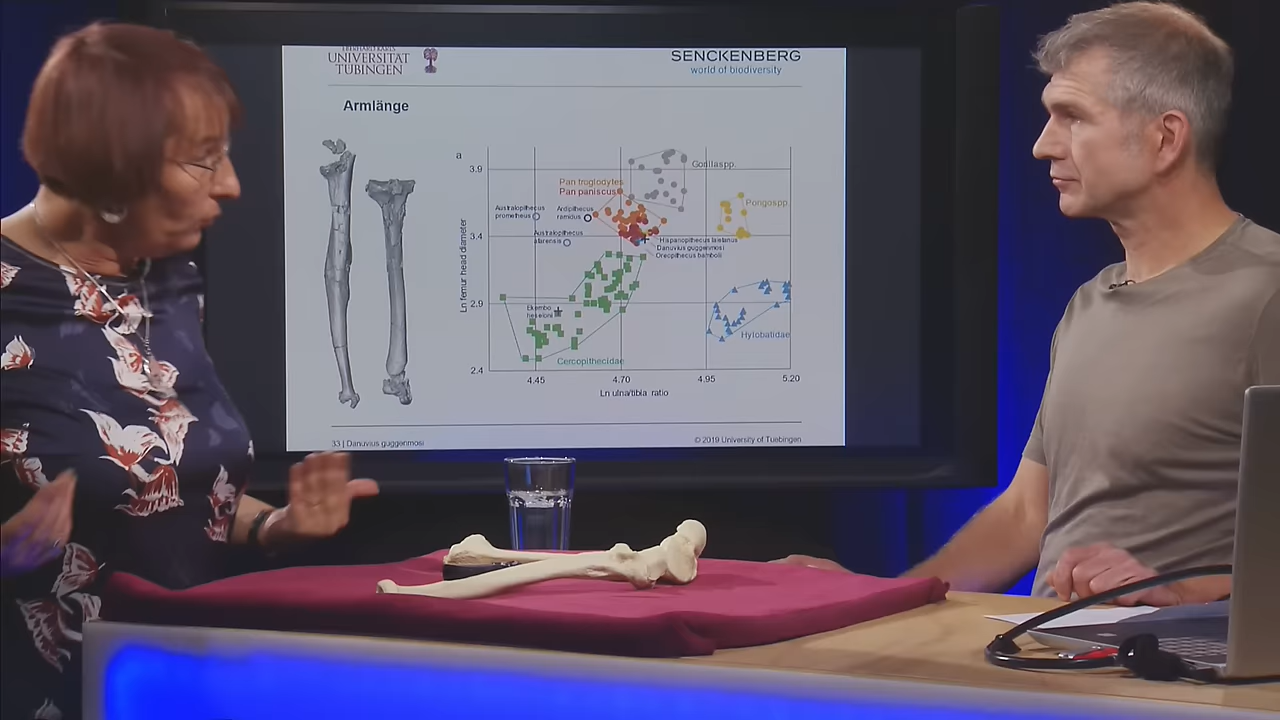 EBERHARD KARLS
UNIVERSITÄT
TÜBINGEN
SENCKENBERG
world of biodiversity
Armlänge
a
3.9
3.4
2.9
2.4
Ln femur head diameter
Gorilla spp.
Pan troglodytes
Pan paniscus
Pongo spp.
Australopithecus
prometheus
Ardipithecus
ramidus
Australopithecus
afarensis
Hispanopithecus laietanus
Danuvius guggenmosi
Oreopithecus bambolii
Ekembo
heseloni
Cercopithecidae
Hylobatidae
4.45
4.70
4.95
5.20
Ln ulna/tibia ratio
33 | Danuvius guggenmosi
© 2019 University of Tuebingen